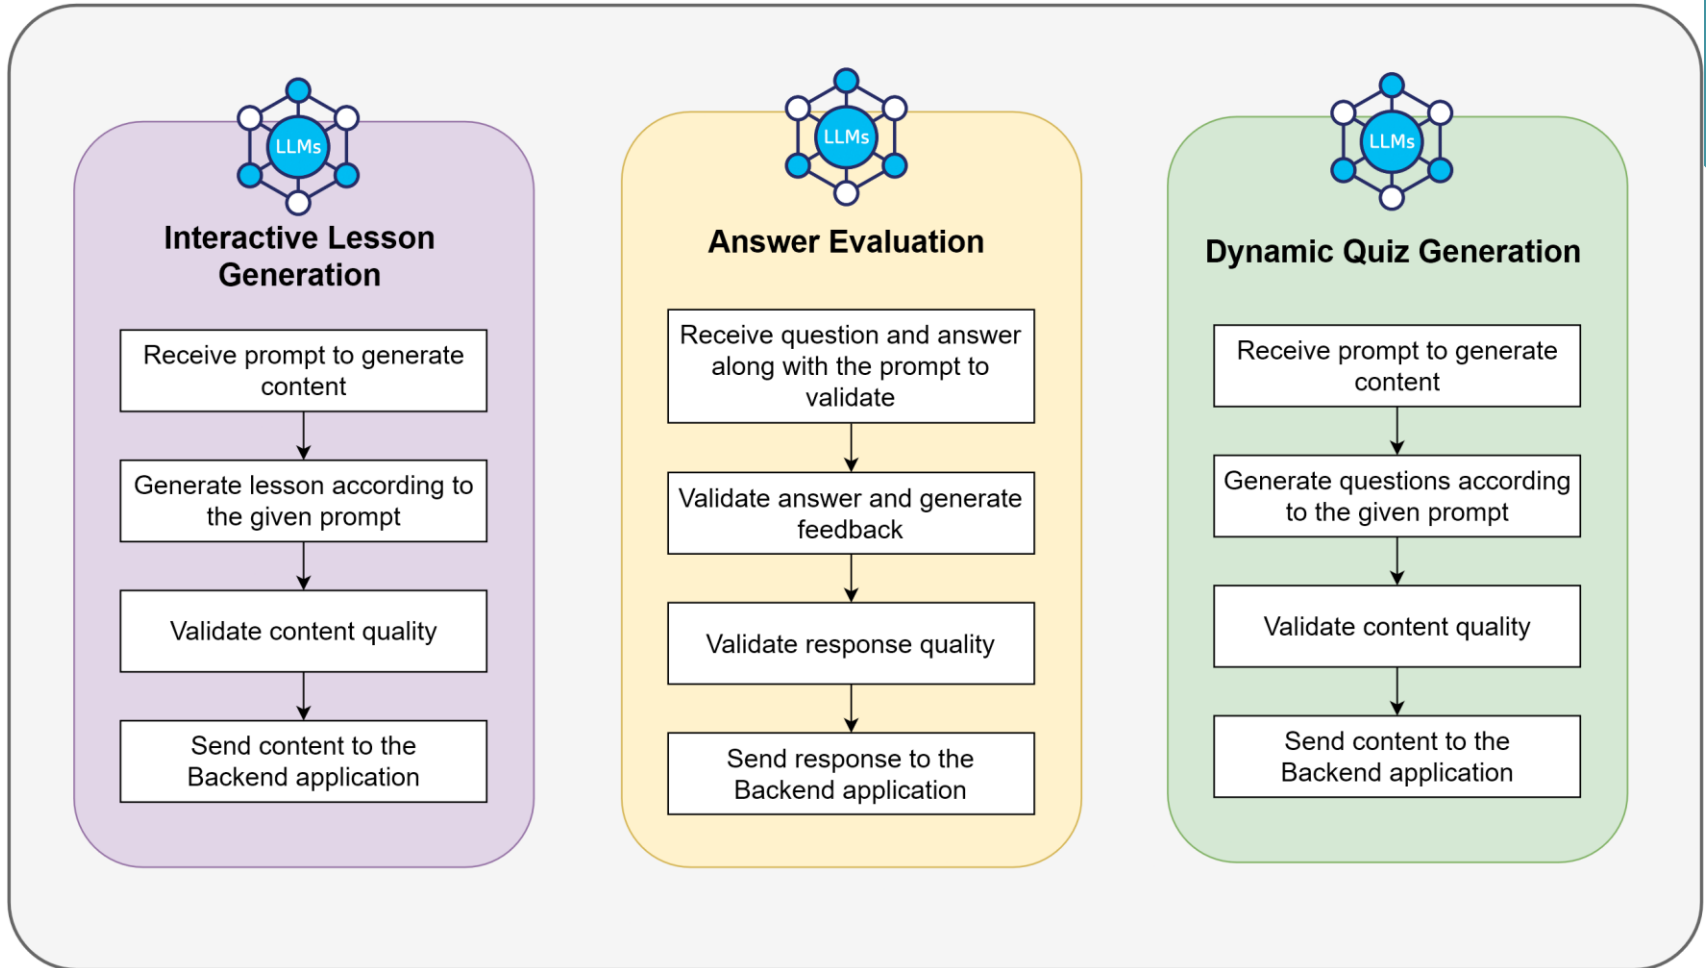 LLMs
Interactive Lesson
Generation
Receive prompt to generate
content
Generate lesson according to
the given prompt
Validate content quality
Send content to the
Backend application
LLMs
Answer Evaluation
Receive question and answer
along with the prompt to
validate
Validate answer and generate
feedback
Validate response quality
Send response to the
Backend application
LLMs
Dynamic Quiz Generation
Receive prompt to generate
content
Generate questions according
to the given prompt
Validate content quality
Send content to the
Backend application